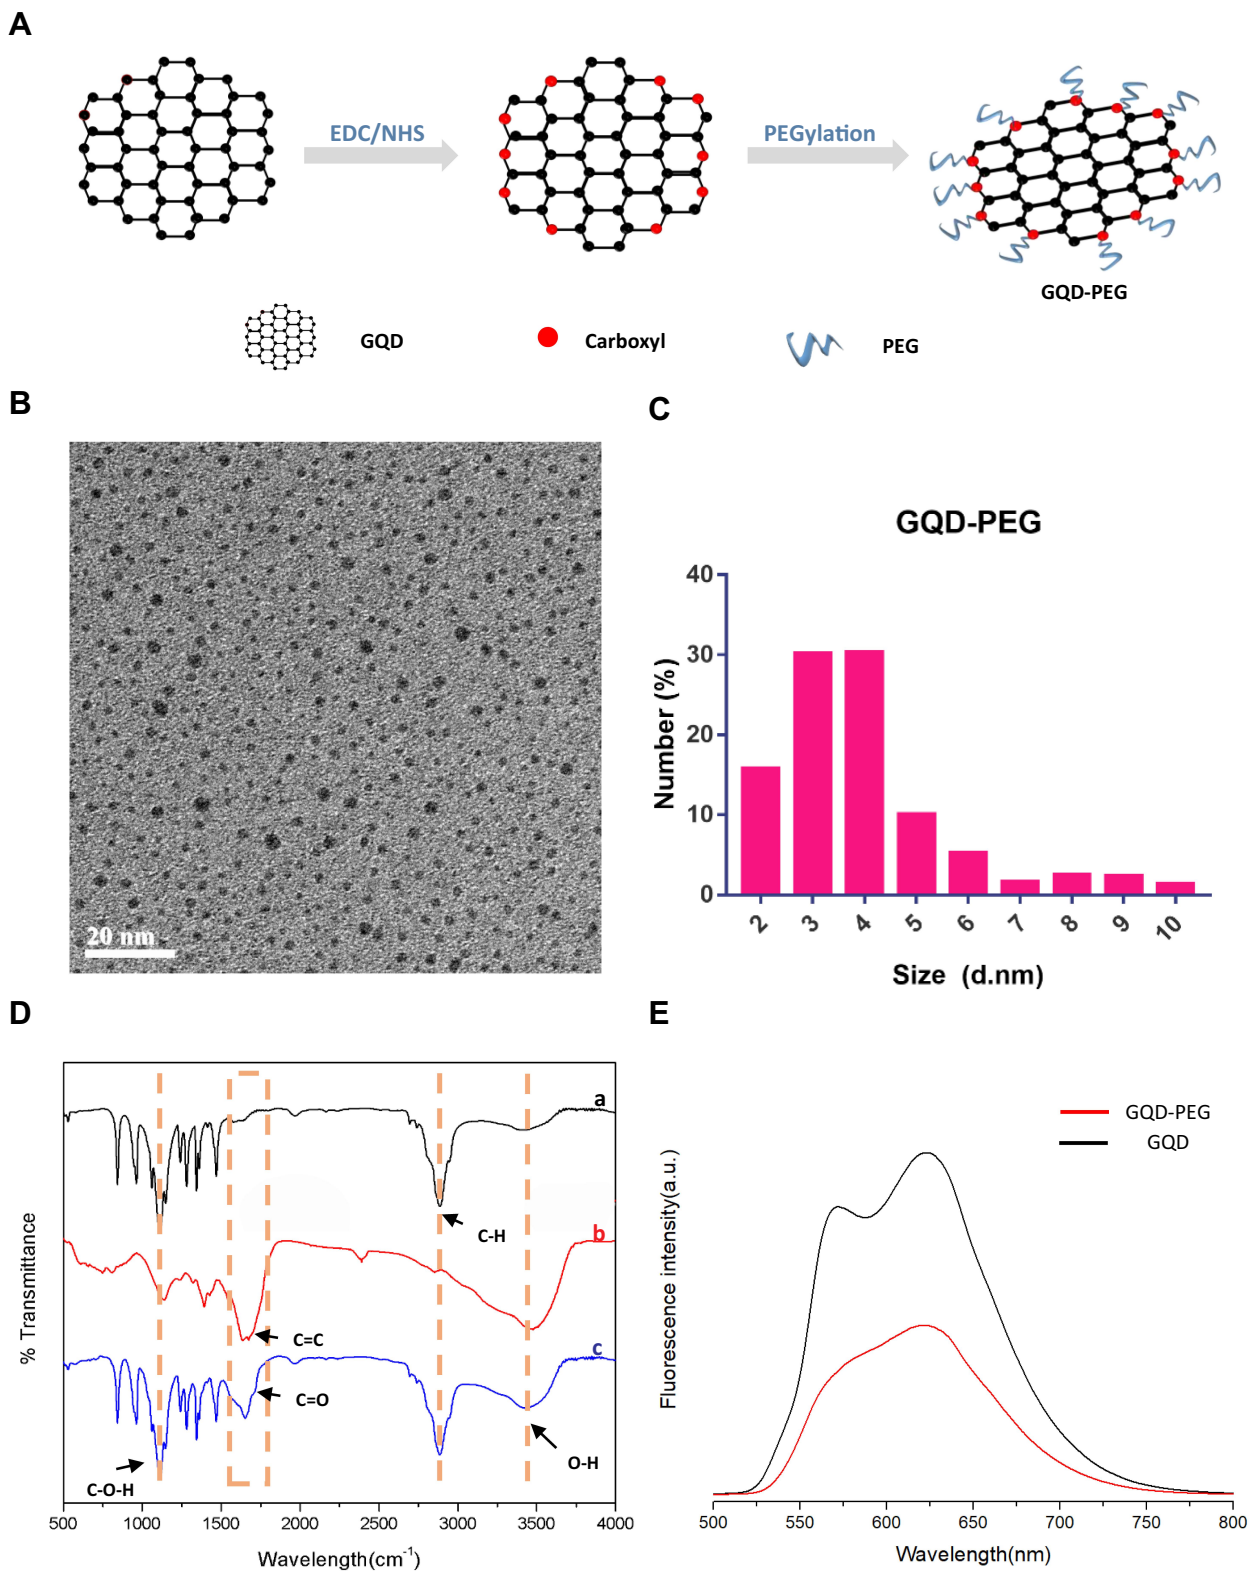 A
EDC/NHS
PEGylation
GQD-PEG
GQD
Carboxyl
PEG
B
20 nm
C
GQD-PEG
Number (%)
40
30
20
10
0
2 3 4 5 6 7 8 9 10
Size (d.nm)
D
% Transmittance
a
C-H
b
C=C
c
C=O
O-H
C-O-H
500 1000 1500 2000 2500 3000 3500 4000
Wavelength(cm⁻¹)
E
GQD-PEG
GQD
Fluorescence intensity(a.u.)
500 550 600 650 700 750 800
Wavelength(nm)